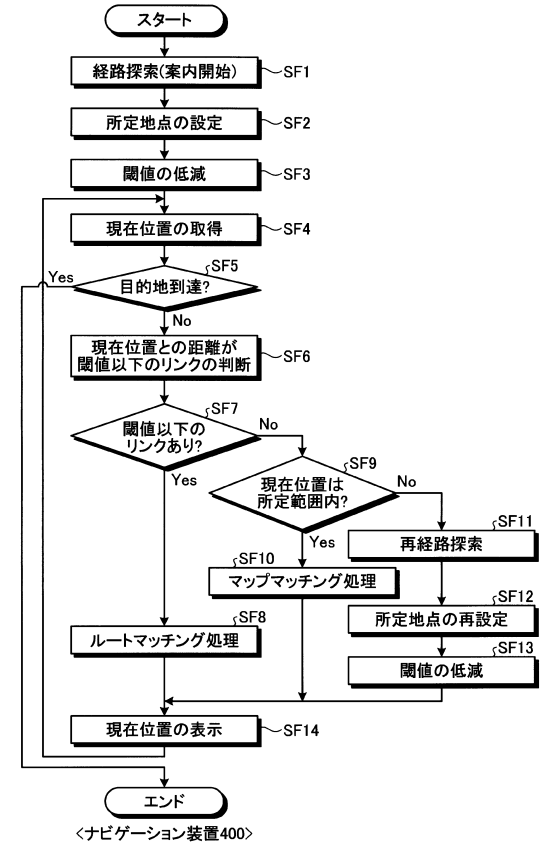 スタート
経路探索(案内開始)
SF1
所定地点の設定
SF2
閾値の低減
SF3
現在位置の取得
SF4
SF5
目的地到達?
Yes
No
現在位置との距離が
閾値以下のリンクの判断
SF6
SF7
閾値以下の
リンクあり?
No
Yes
SF9
現在位置は
所定範囲内?
No
Yes
SF11
再経路探索
SF10
マップマッチング処理
SF12
所定地点の再設定
SF8
ルートマッチング処理
SF13
閾値の低減
現在位置の表示
SF14
エンド
<ナビゲーション装置400>